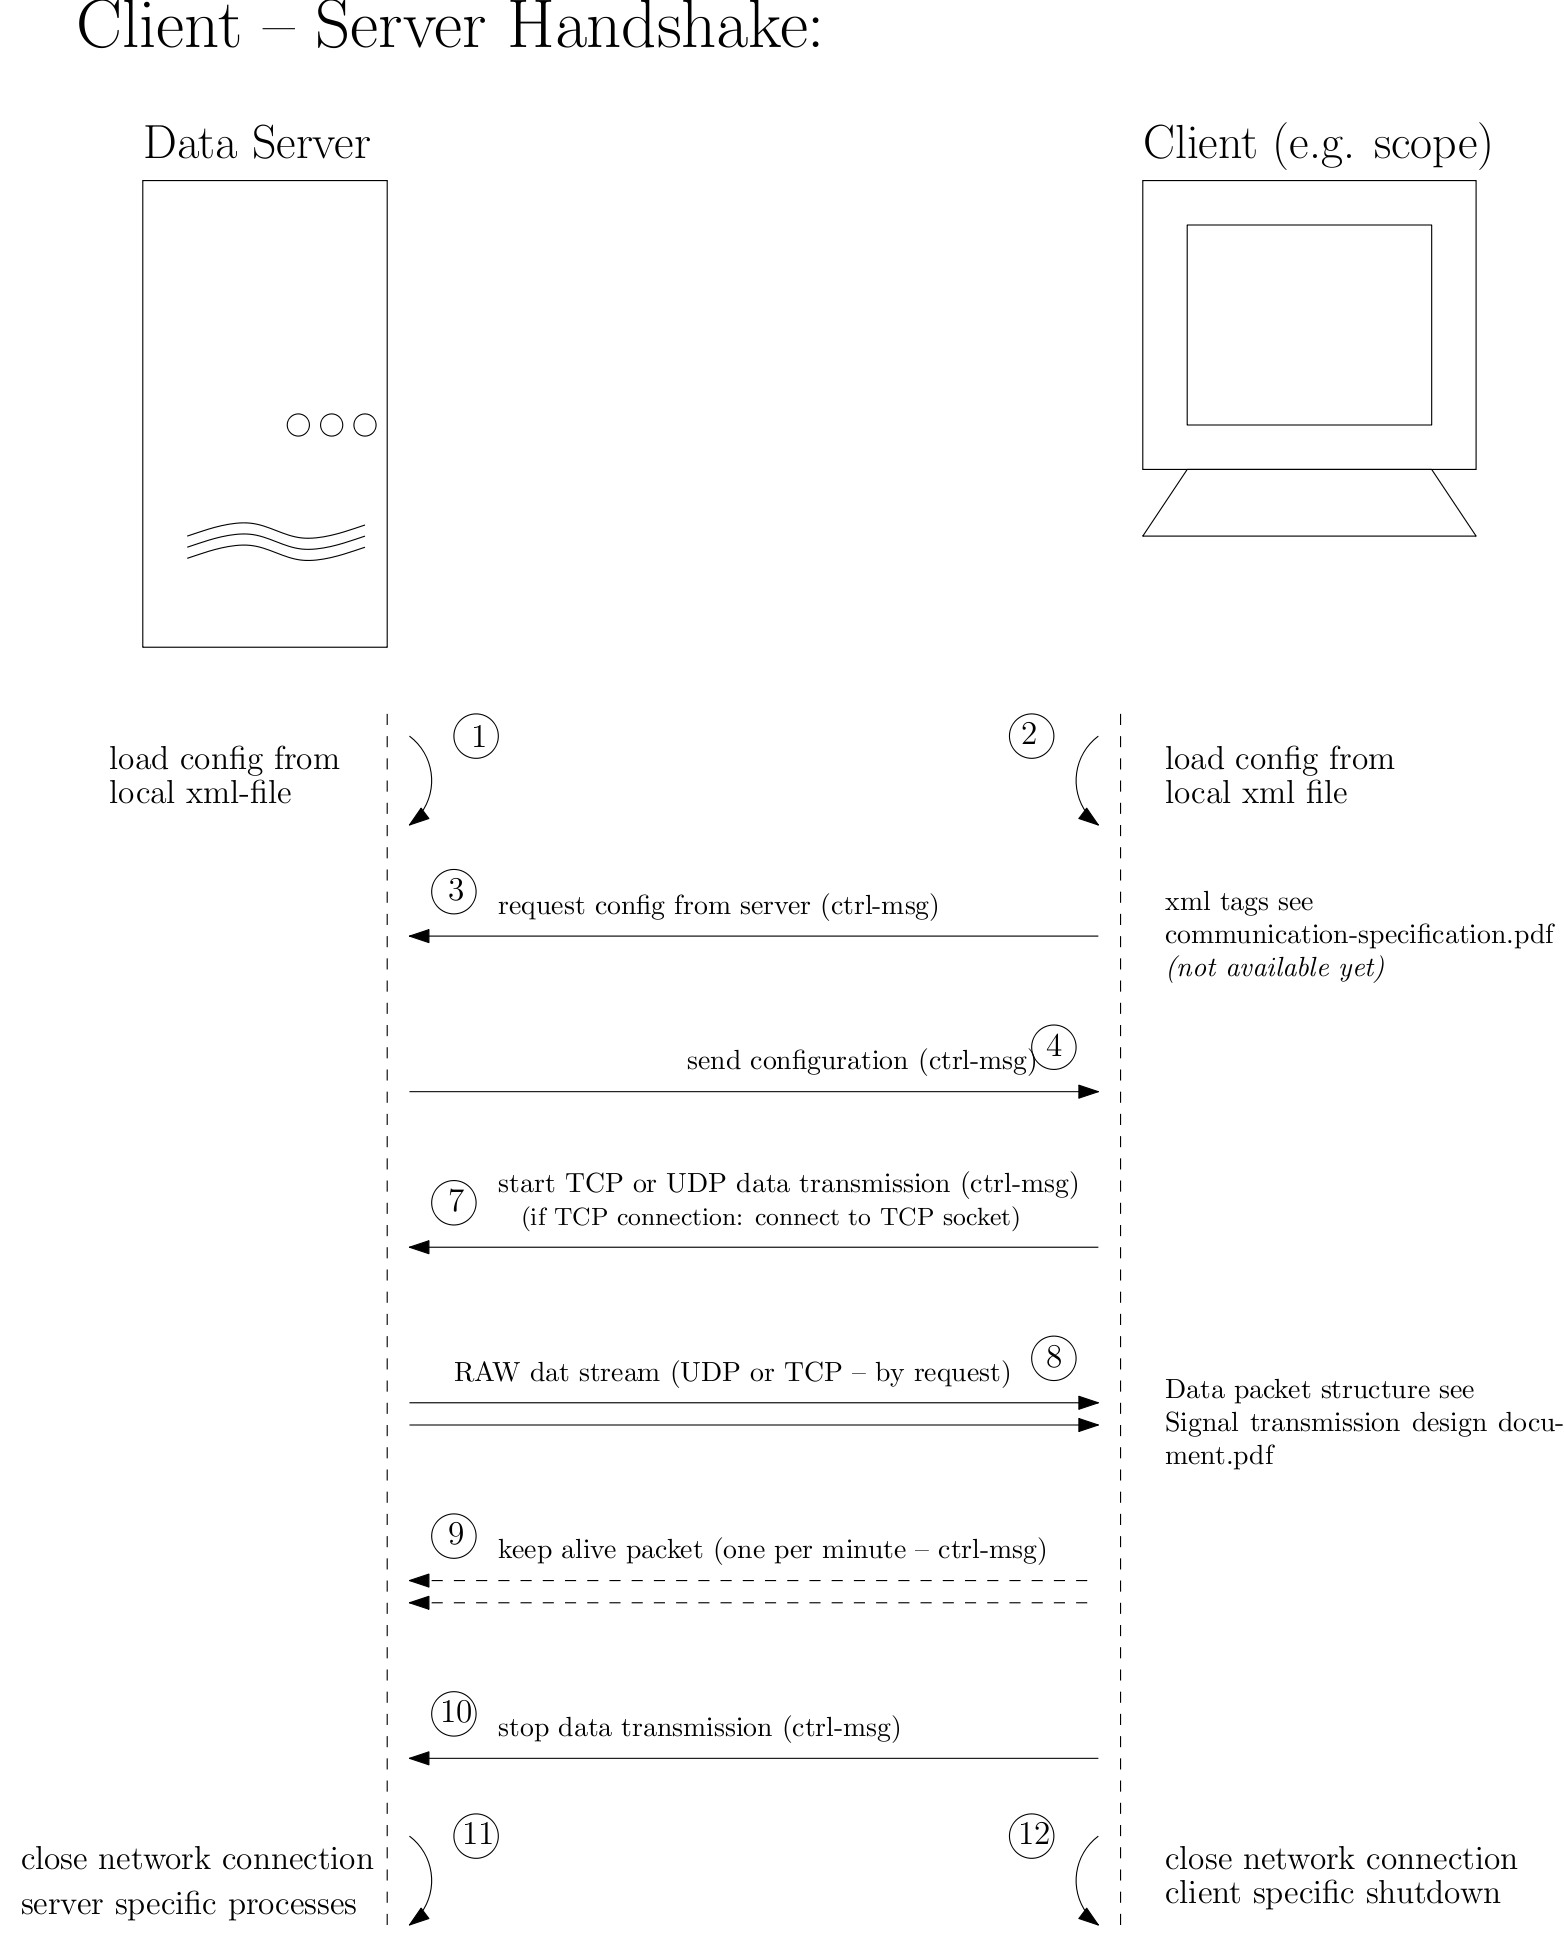 Client – Server Handshake:
Data Server
Client (e.g. scope)
1
2
load config from
local xml-file
load config from
local xml file
3
request config from server (ctrl-msg)
xml tags see
communication-specification.pdf
(not available yet)
4
send configuration (ctrl-msg)
7
start TCP or UDP data transmission (ctrl-msg)
(if TCP connection: connect to TCP socket)
8
RAW dat stream (UDP or TCP – by request)
Data packet structure see
Signal transmission design docu-
ment.pdf
9
keep alive packet (one per minute – ctrl-msg)
10
stop data transmission (ctrl-msg)
11
12
close network connection
server specific processes
close network connection
client specific shutdown